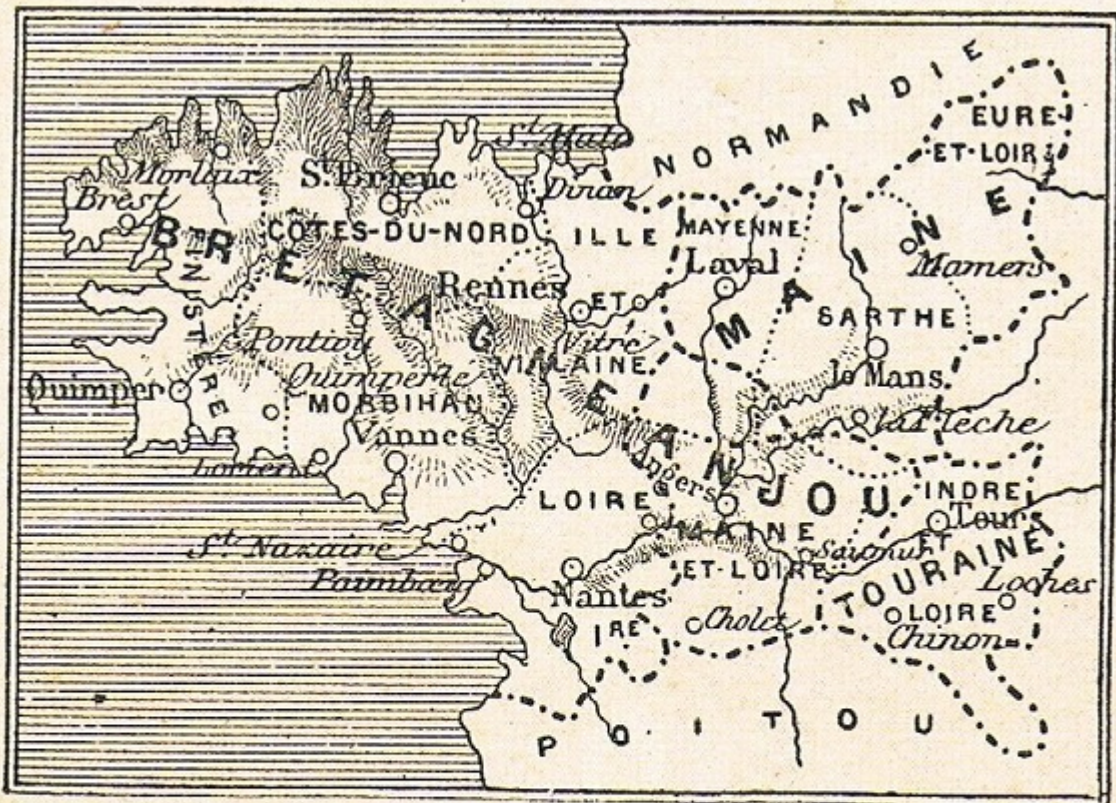 NORMANDIE
EURE-
ET-LOIR
St. Malo
Morlaix
St. Brieuc
Dinan
Brest
BRETAGNE
CÔTES-DU-NORD
ILLE
MAYENNE
MAINE
Mamers
FINISTÈRE
Rennes
ET
Laval
SARTHE
Pontivy
Vitré
VILAINE
Quimper
Quimperlé
le Mans
MORBIHAN
la Flèche
Vannes
Lorient
Angers
ANJOU
LOIRE
INDRE
Tours
MAINE
ET
St. Nazaire
Saumur
ET-LOIRE
TOURAINE
Paimbœuf
Nantes
Loches
LOIRE
IRE
Cholet
Chinon
POITOU